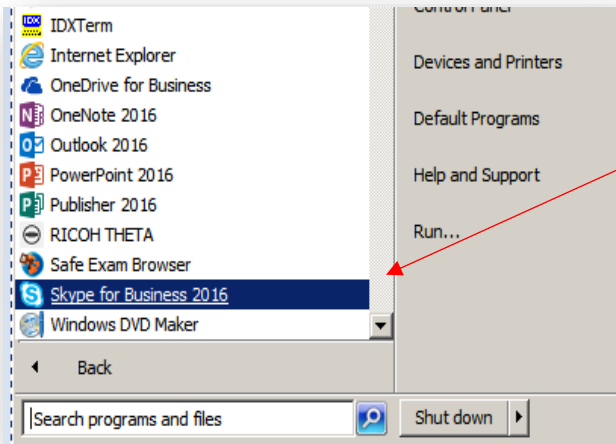 IDXTerm
Internet Explorer
OneDrive for Business
OneNote 2016
Outlook 2016
PowerPoint 2016
Publisher 2016
RICOH THETA
Safe Exam Browser
Skype for Business 2016
Windows DVD Maker
Back
Search programs and files
Control Panel
Devices and Printers
Default Programs
Help and Support
Run...
Shut down